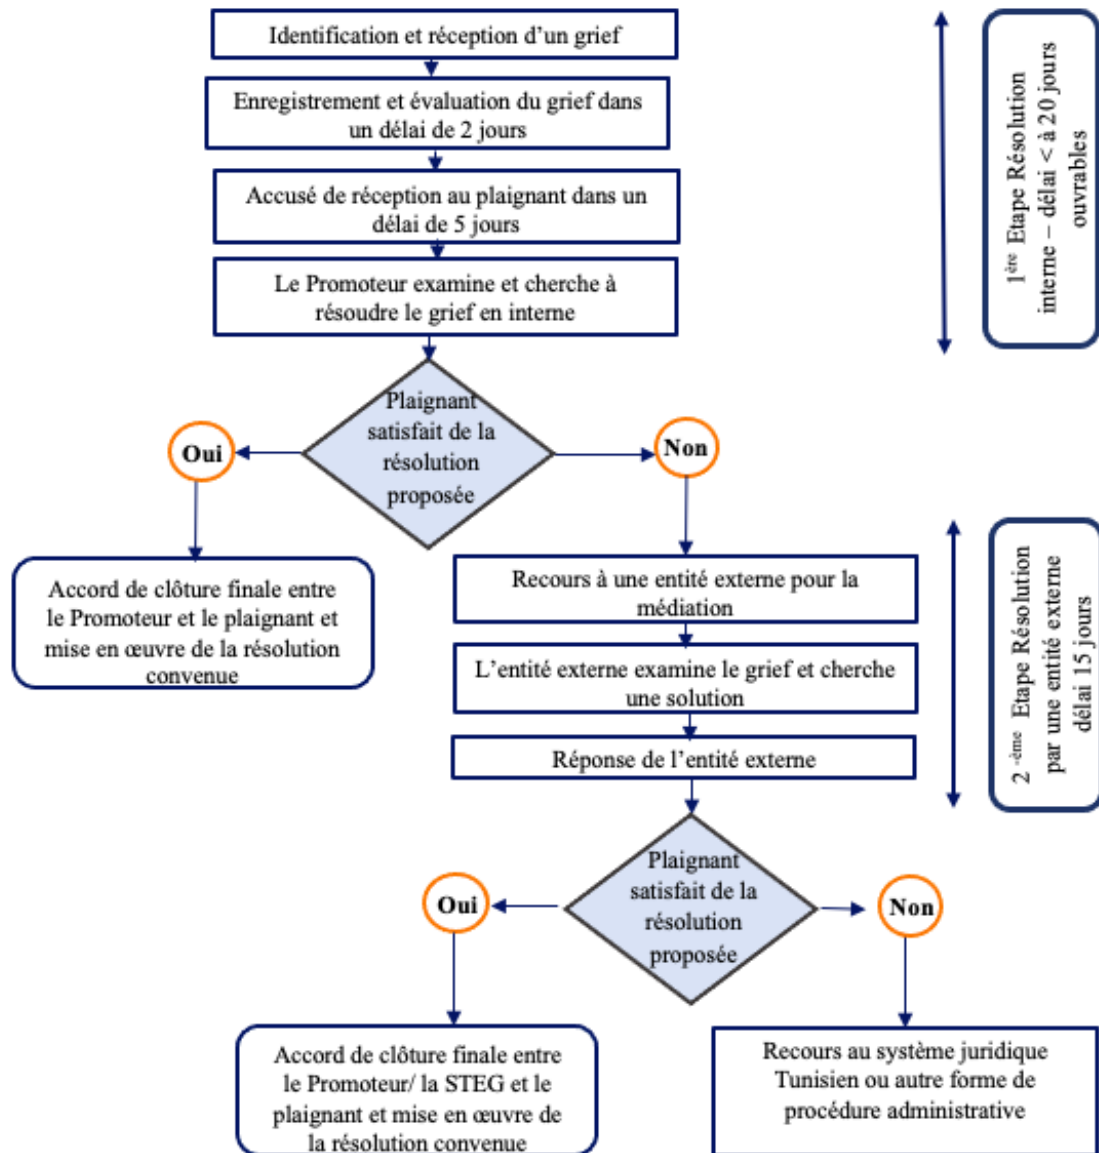 Identification et réception d'un grief
Enregistrement et évaluation du grief dans
un délai de 2 jours
Accusé de réception au plaignant dans un
délai de 5 jours
Le Promoteur examine et cherche à
résoudre le grief en interne
1ère Etape Résolution
interne – délai < à 20 jours
ouvrables
Plaignant
satisfait de la
résolution
proposée
Oui
Non
Accord de clôture finale entre
le Promoteur et le plaignant et
mise en œuvre de la résolution
convenue
Recours à une entité externe pour la
médiation
L'entité externe examine le grief et cherche
une solution
Réponse de l'entité externe
2 -ème Etape Résolution
par une entité externe
délai 15 jours
Plaignant
satisfait de la
résolution
proposée
Oui
Non
Accord de clôture finale entre
le Promoteur/ la STEG et le
plaignant et mise en œuvre de
la résolution convenue
Recours au système juridique
Tunisien ou autre forme de
procédure administrative